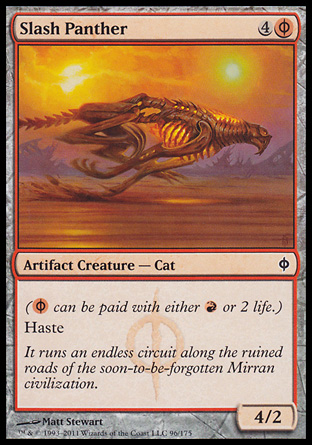 Slash Panther 4
Artifact Creature — Cat
( can be paid with either or 2 life.)
Haste
It runs an endless circuit along the ruined
roads of the soon-to-be-forgotten Mirran
civilization.
Matt Stewart
4/2
™ & © 1993–2011 Wizards of the Coast LLC 96/175